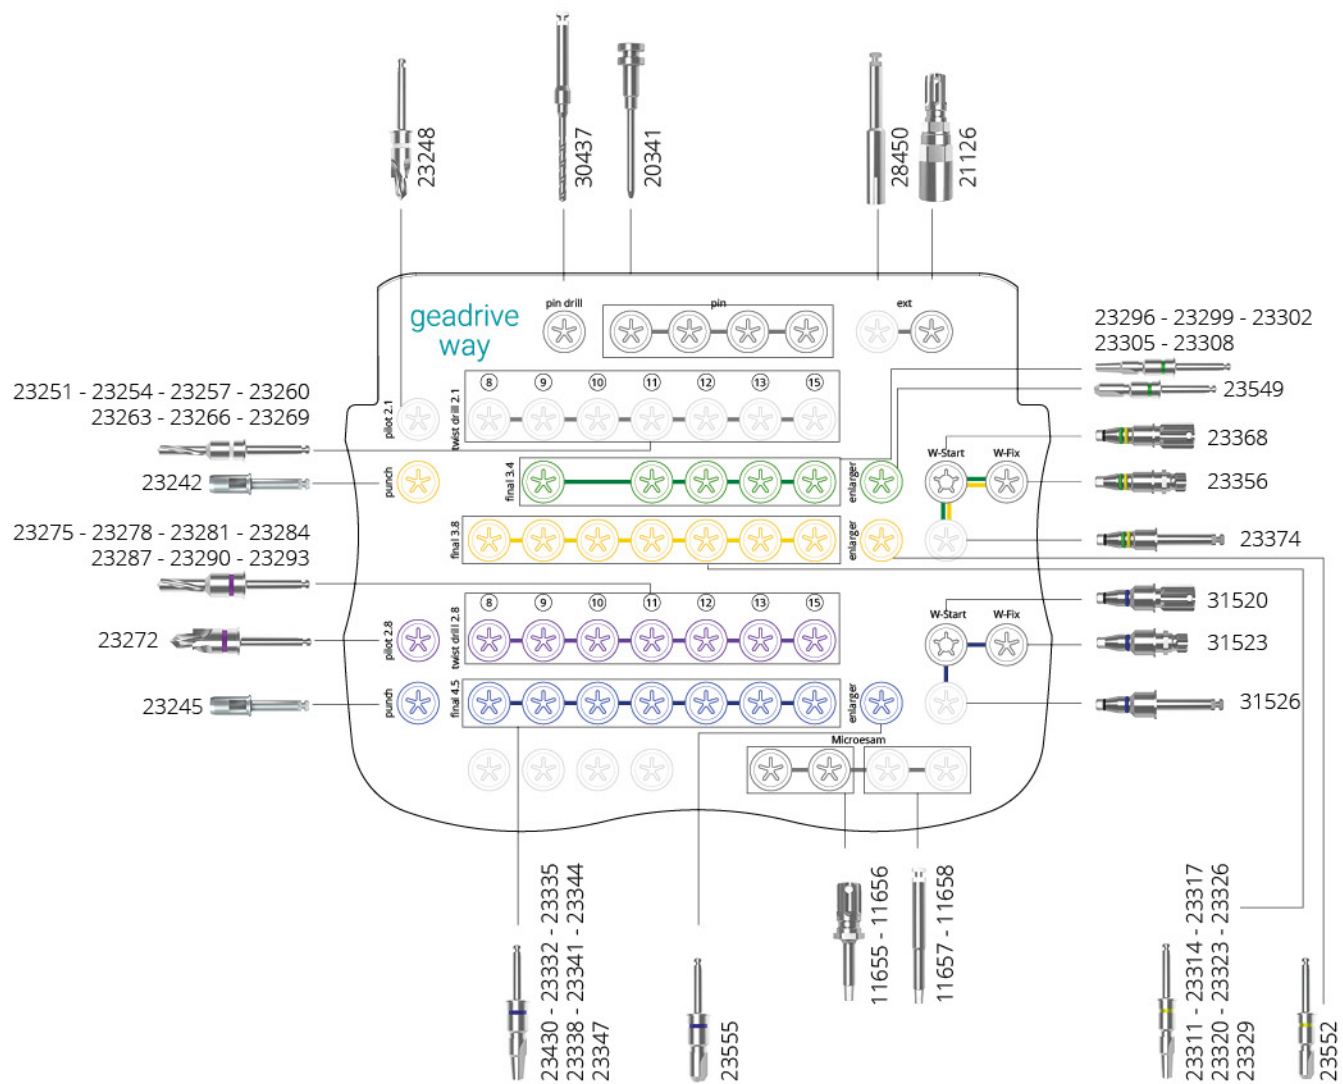 23248
30437
20341
28450
21126
geadrive
way
pin drill
pin
ext
23296 - 23299 - 23302
23305 - 23308
23549
23251 - 23254 - 23257 - 23260
23263 - 23266 - 23269
pilot 2.1
twist drill 2.1
8 9 10 11 12 13 15
23242
punch
final 3.4
enlarger
W-Start W-Fix
23368
23356
23275 - 23278 - 23281 - 23284
23287 - 23290 - 23293
final 3.8
enlarger
23374
23272
pilot 2.8
twist drill 2.8
8 9 10 11 12 13 15
W-Start W-Fix
31520
31523
23245
punch
final 4.5
enlarger
31526
Microesam
23430 - 23332 - 23335
23338 - 23341 - 23344
23347
23555
11655 - 11656
11657 - 11658
23311 - 23314 - 23317
23320 - 23323 - 23326
23329
23552